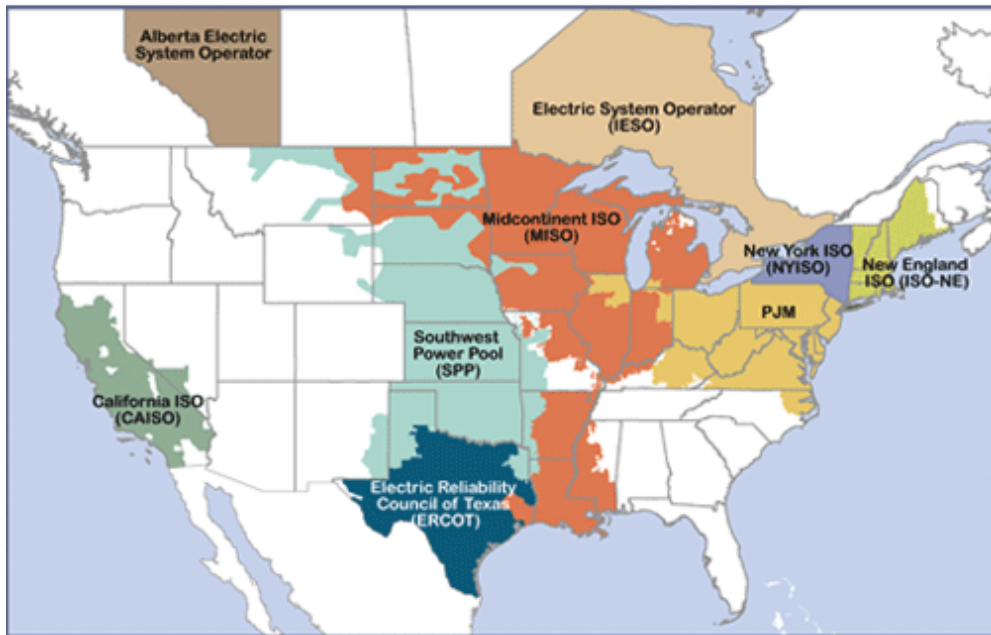 Alberta Electric
System Operator
Electric System Operator
(IESO)
Midcontinent ISO
(MISO)
New York ISO
(NYISO)
New England
ISO (ISO-NE)
PJM
Southwest
Power Pool
(SPP)
California ISO
(CAISO)
Electric Reliability
Council of Texas
(ERCOT)